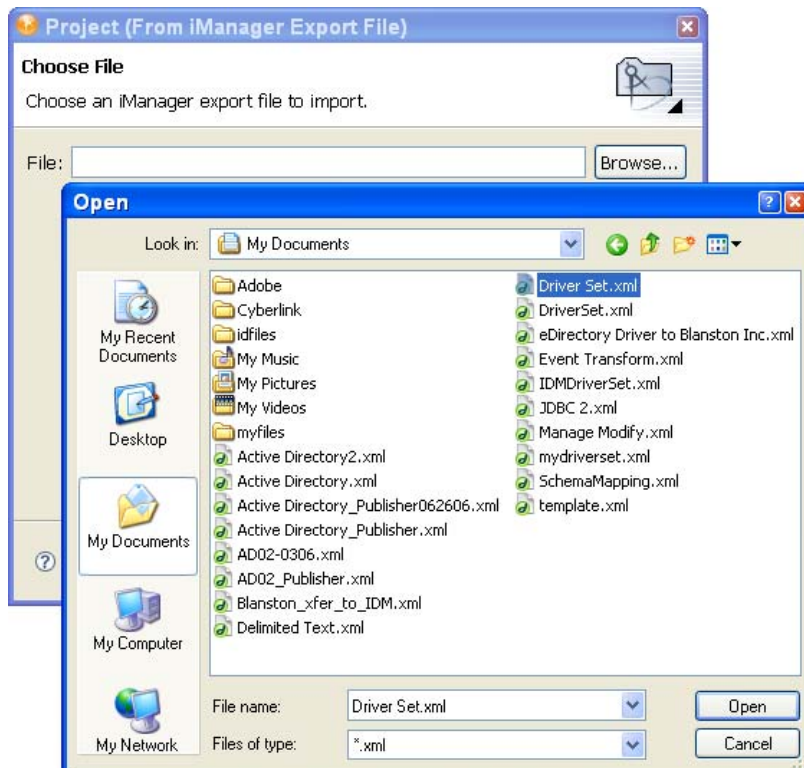 Project (From iManager Export File)
Choose File
Choose an iManager export file to import.
File:
Browse...
Open
Look in:
My Documents
My Recent
Documents
Desktop
My Documents
My Computer
My Network
Adobe
Cyberlink
idfiles
My Music
My Pictures
My Videos
myfiles
Active Directory2.xml
Active Directory.xml
Active Directory_Publisher062606.xml
Active Directory_Publisher.xml
AD02-0306.xml
AD02_Publisher.xml
Blanston_xfer_to_IDM.xml
Delimited Text.xml
Driver Set.xml
DriverSet.xml
eDirectory Driver to Blanston Inc.xml
Event Transform.xml
IDMDriverSet.xml
JDBC 2.xml
Manage Modify.xml
mydriverset.xml
SchemaMapping.xml
template.xml
File name:
Driver Set.xml
Open
Files of type:
*.xml
Cancel